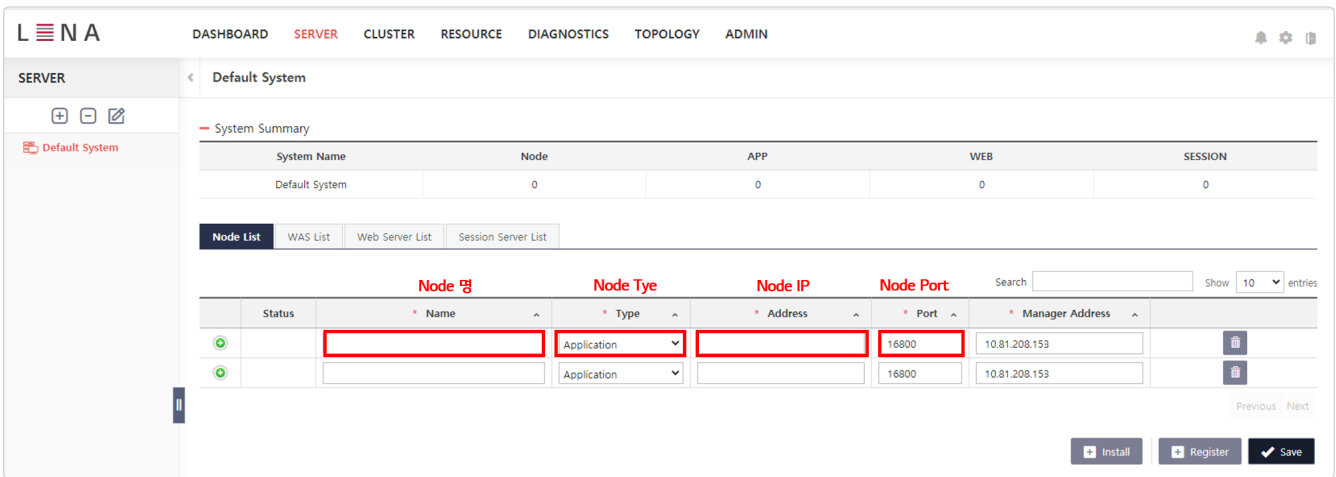 LENA DASHBOARD SERVER CLUSTER RESOURCE DIAGNOSTICS TOPOLOGY ADMIN
SERVER Default System
Default System
System Summary
System Name Node APP WEB SESSION
Default System 0 0 0 0
Node List WAS List Web Server List Session Server List
Node 명 Node Tye Node IP Node Port Search Show 10 entries
Status * Name * Type * Address * Port * Manager Address
Application 16800 10.81.208.153
Application 16800 10.81.208.153
Previous Next
Install Register Save